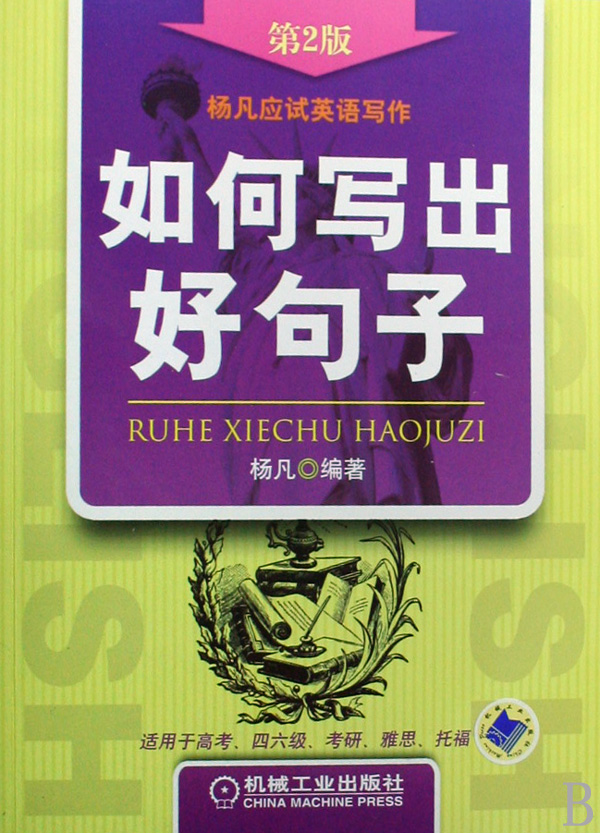 第2版
杨凡应试英语写作
如何写出
好句子
RUHE XIECHU HAOJUZI
杨凡◎编著
ENGLISH
适用于高考、四六级、考研、雅思、托福
机械工业出版社
CHINA MACHINE PRESS
B